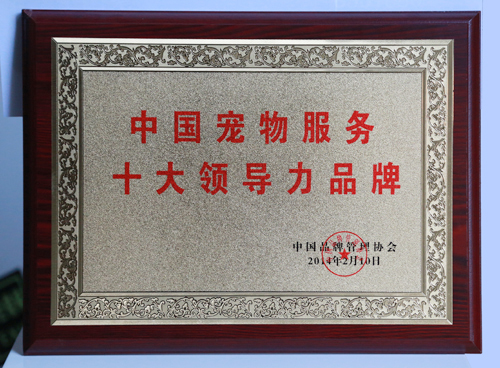 中国宠物服务
十大领导力品牌
中国品牌管理协会
2014年2月10日